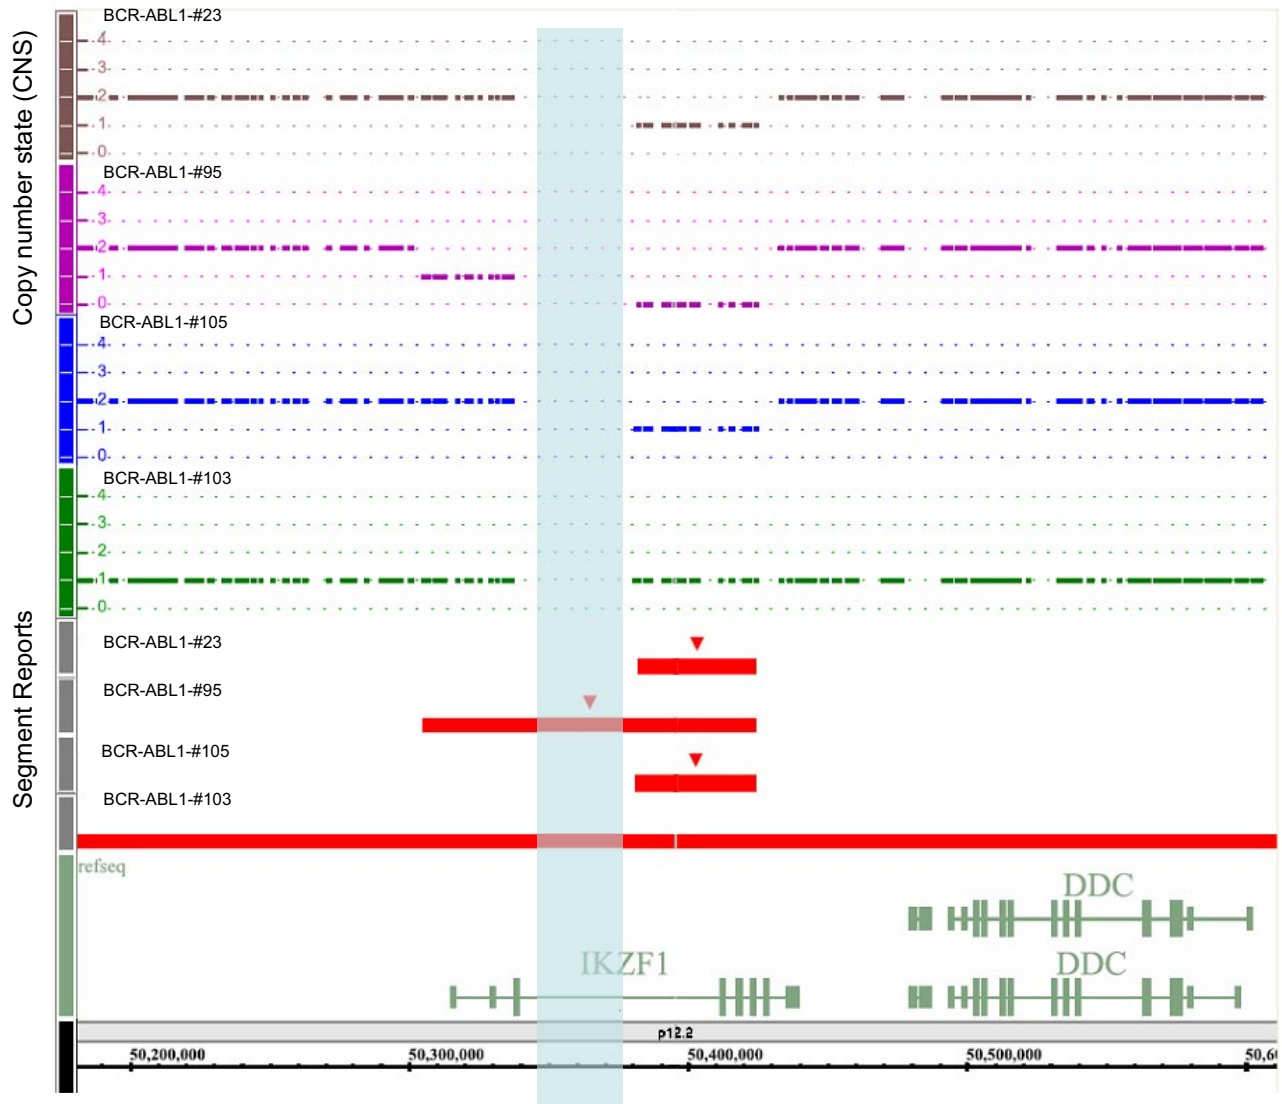 Copy number state (CNS)
BCR-ABL1-#23
4
3
2
1
0
BCR-ABL1-#95
4
3
2
1
0
BCR-ABL1-#105
4
3
2
1
0
BCR-ABL1-#103
4
3
2
1
0
Segment Reports
BCR-ABL1-#23
BCR-ABL1-#95
BCR-ABL1-#105
BCR-ABL1-#103
refseq
DDC
IKZF1
DDC
p12.2
50,200,000 50,300,000 50,400,000 50,500,000 50,6